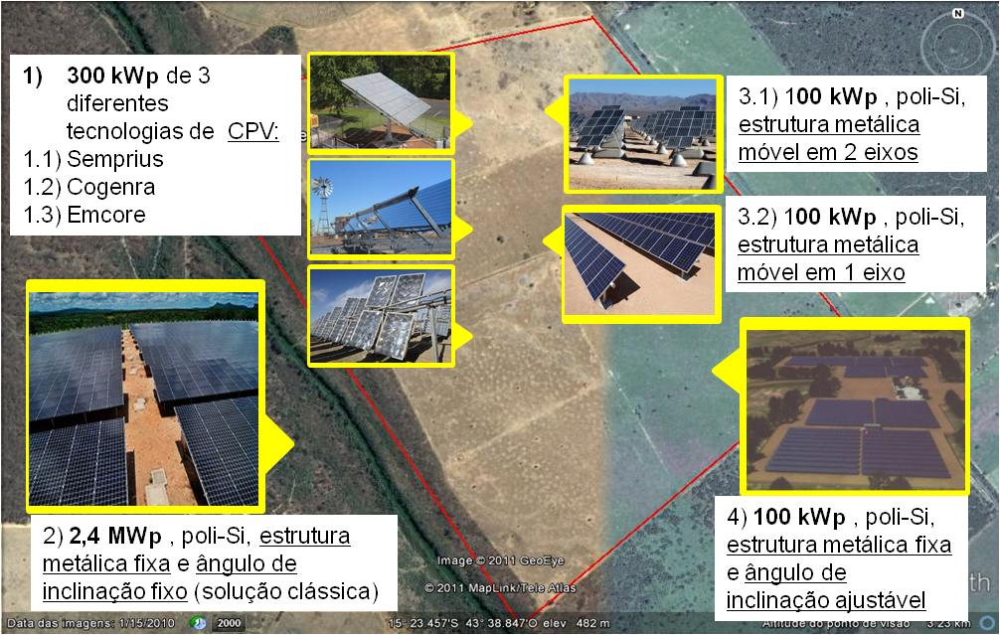 1) 300 kWp de 3
diferentes
tecnologias de CPV:
1.1) Semprius
1.2) Cogenra
1.3) Emcore
N
3.1) 100 kWp , poli-Si,
estrutura metálica
móvel em 2 eixos
3.2) 100 kWp , poli-Si,
estrutura metálica
móvel em 1 eixo
2) 2,4 MWp , poli-Si, estrutura
metálica fixa e ângulo de
inclinação fixo (solução clássica)
4) 100 kWp , poli-Si,
estrutura metálica fixa
e ângulo de
inclinação ajustável
Image © 2011 GeoEye
© 2011 MapLink/Tele Atlas
Data das imagens: 1/15/2010 2000 15° 23.457'S 43° 38.847'O elev 482 m Altitude do ponto de visão 3.23 km